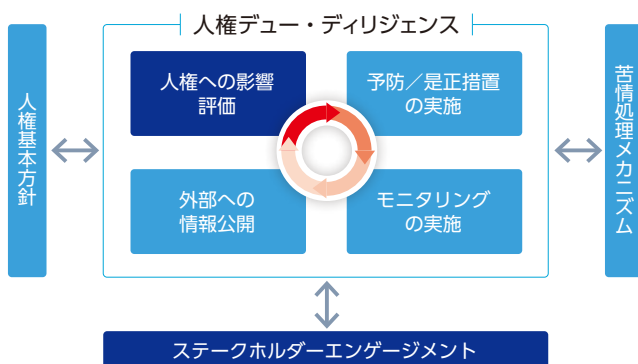 人権デュー・ディリジェンス
人権基本方針
人権への影響
評価
予防／是正措置
の実施
外部への
情報公開
モニタリング
の実施
苦情処理メカニズム
ステークホルダーエンゲージメント